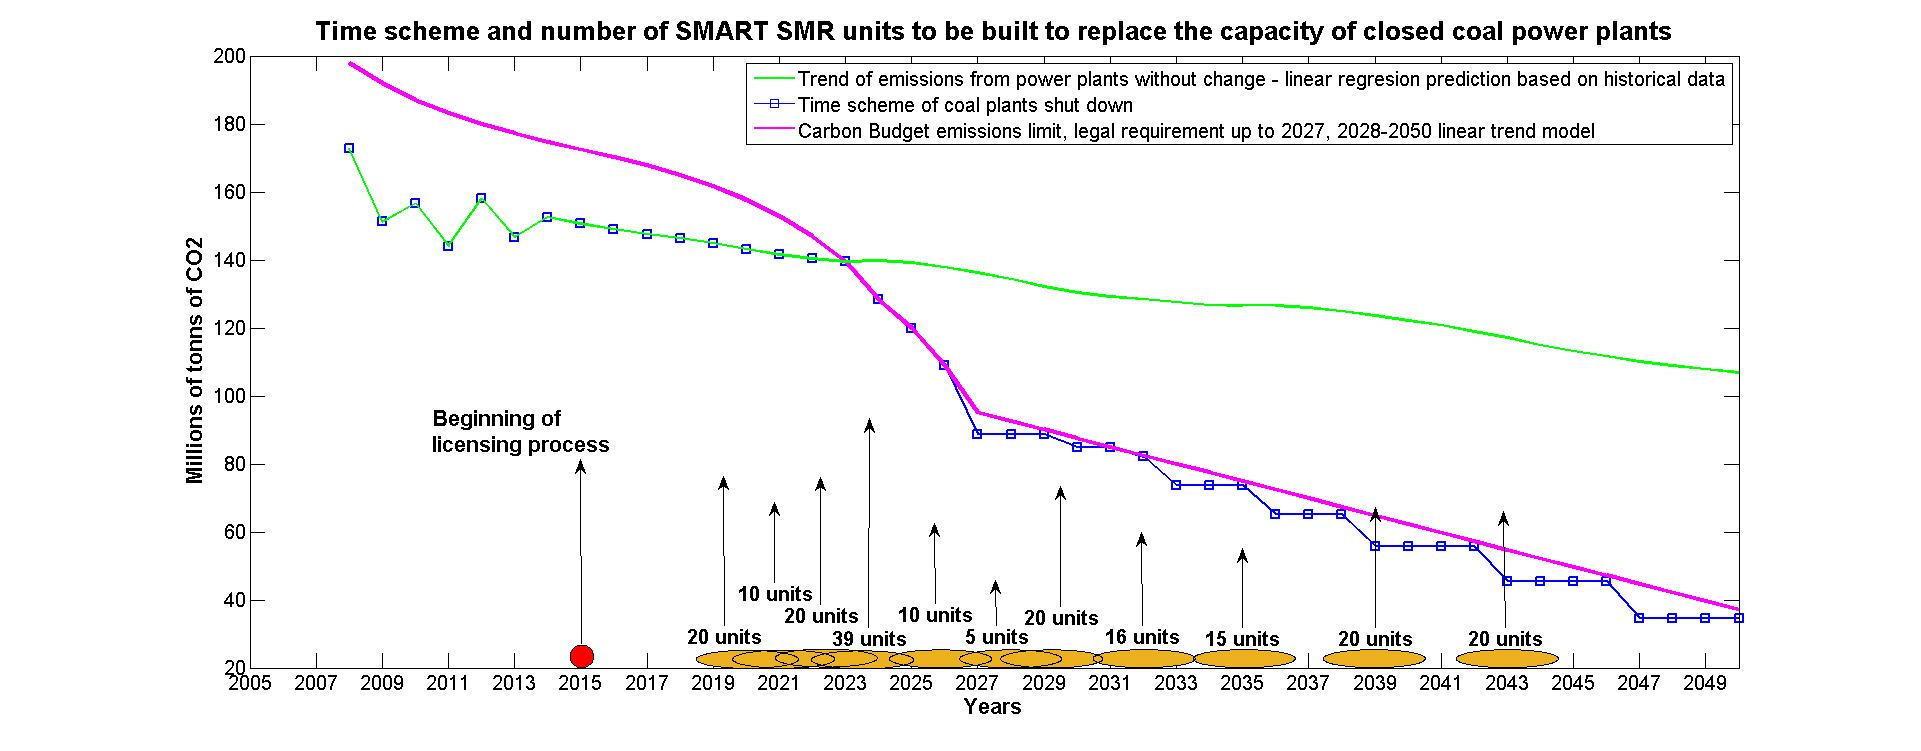 Time scheme and number of SMART SMR units to be built to replace the capacity of closed coal power plants
Trend of emissions from power plants without change - linear regresion prediction based on historical data
Time scheme of coal plants shut down
Carbon Budget emissions limit, legal requirement up to 2027, 2028-2050 linear trend model
Millions of tonns of CO2
200
180
160
140
120
100
80
60
40
20
Beginning of
licensing process
20 units
10 units
20 units
39 units
10 units
5 units
20 units
16 units
15 units
20 units
20 units
2005 2007 2009 2011 2013 2015 2017 2019 2021 2023 2025 2027 2029 2031 2033 2035 2037 2039 2041 2043 2045 2047 2049
Years